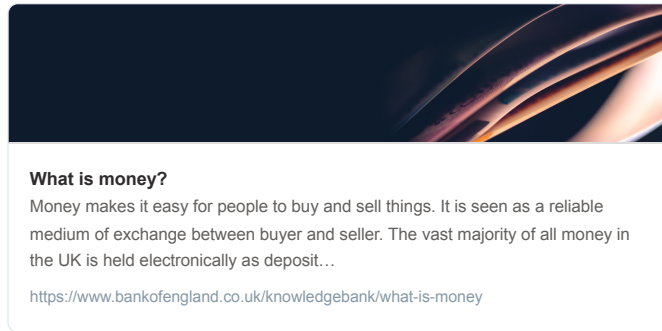 What is money?
Money makes it easy for people to buy and sell things. It is seen as a reliable
medium of exchange between buyer and seller. The vast majority of all money in
the UK is held electronically as deposit…
https://www.bankofengland.co.uk/knowledgebank/what-is-money